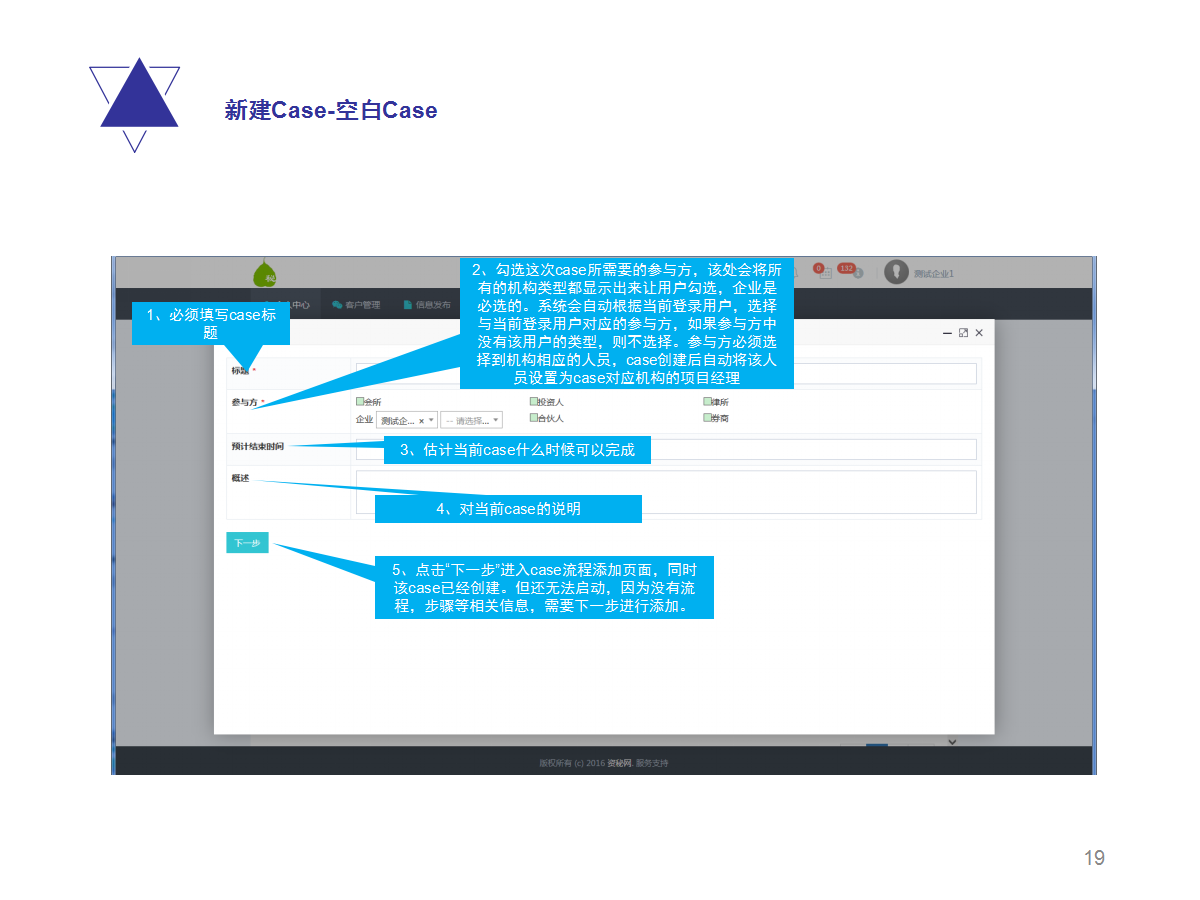 新建Case-空白Case
秘
0
132
测试企业1
人中心
客户管理
信息发布
1、必须填写case标
题
2、勾选这次case所需要的参与方，该处会将所
有的机构类型都显示出来让用户勾选，企业是
必选的。系统会自动根据当前登录用户，选择
与当前登录用户对应的参与方，如果参与方中
没有该用户的类型，则不选择。参与方必须选
择到机构相应的人员，case创建后自动将该人
员设置为case对应机构的项目经理
标题 *
参与方 *
会所
投资人
律所
企业 测试企... × -- 请选择...
合伙人
券商
预计结束时间
3、估计当前case什么时候可以完成
概述
4、对当前case的说明
下一步
5、点击“下一步”进入case流程添加页面，同时
该case已经创建。但还无法启动，因为没有流
程，步骤等相关信息，需要下一步进行添加。
版权所有 (c) 2016 资秘网. 服务支持
19